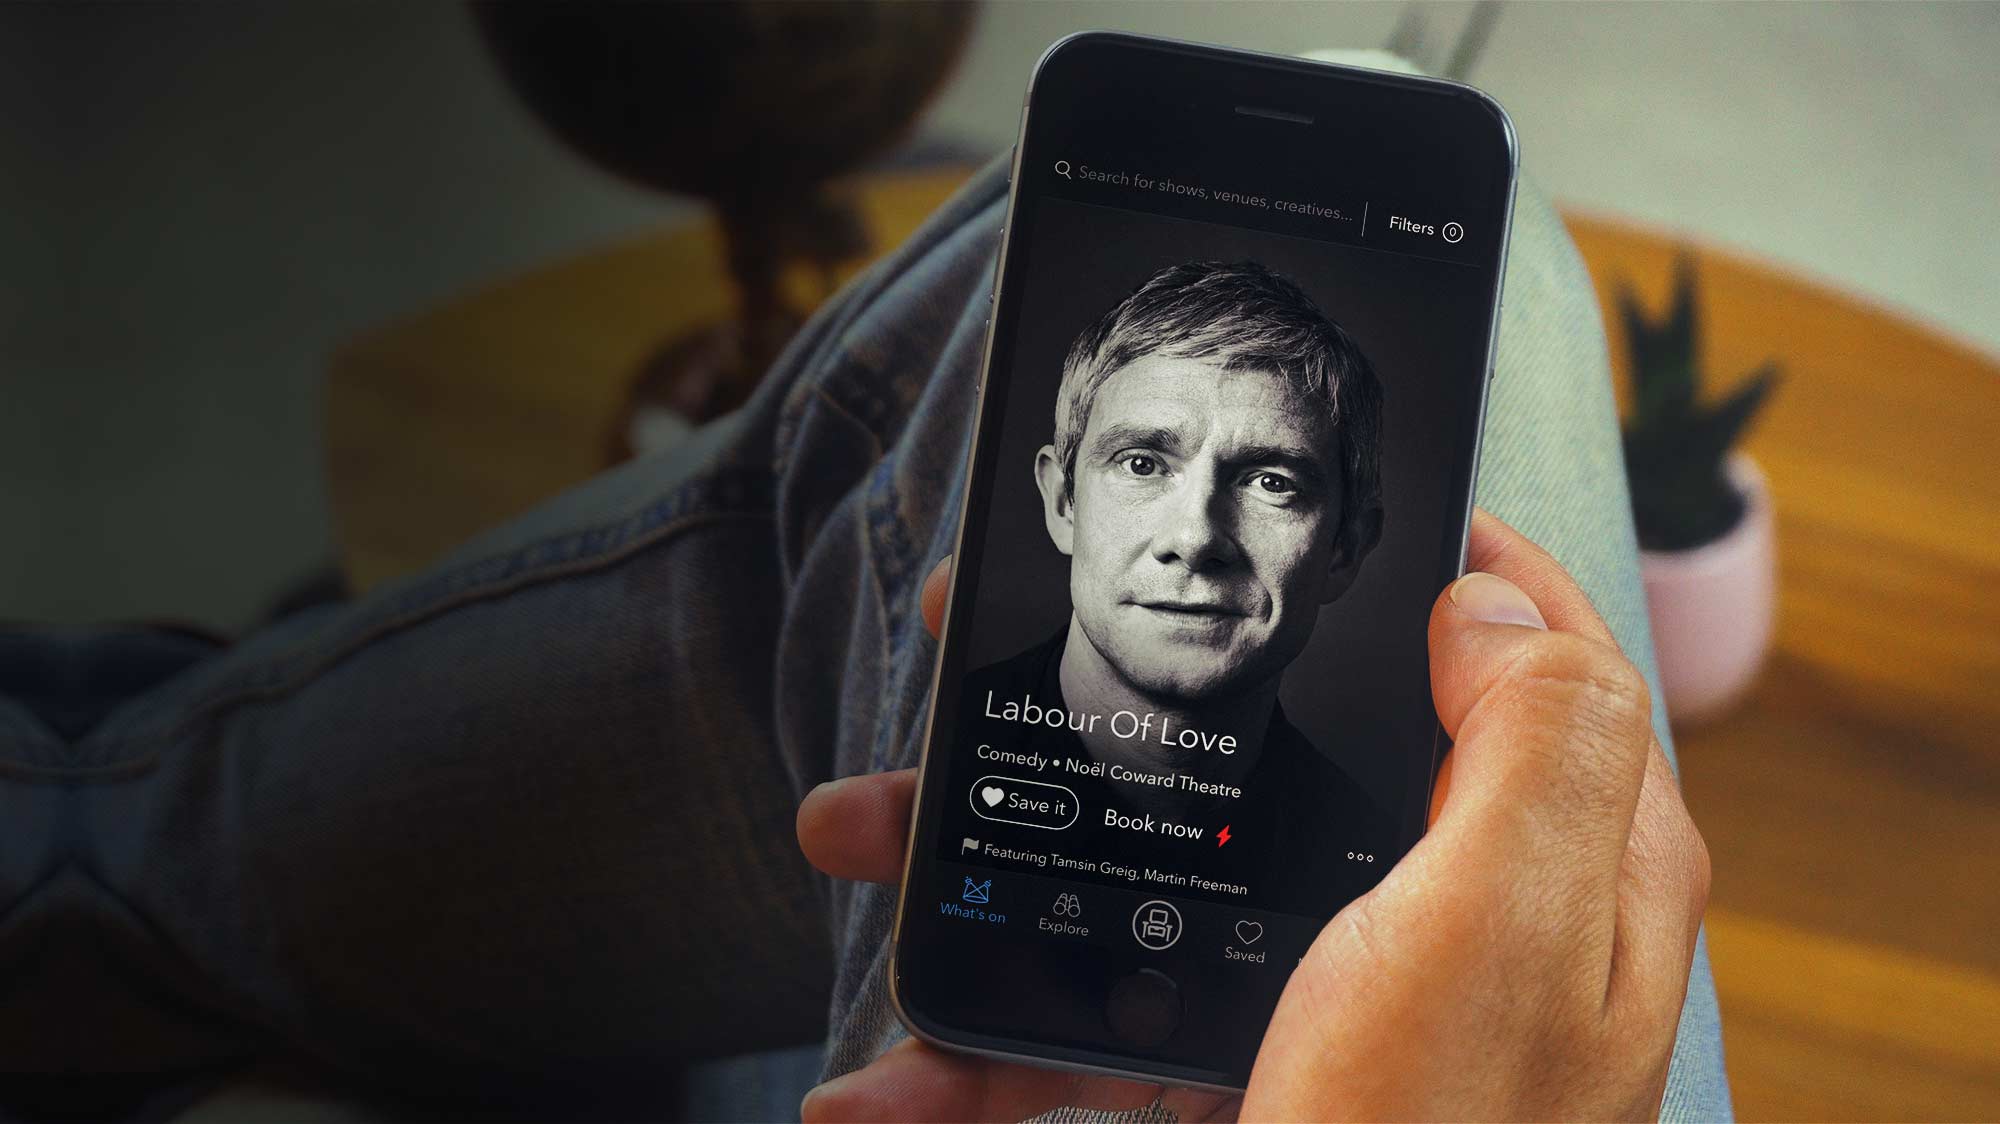 Search for shows, venues, creatives...
Filters 0
Labour Of Love
Comedy • Noël Coward Theatre
Save it
Book now
Featuring Tamsin Greig, Martin Freeman
What's on
Explore
Saved